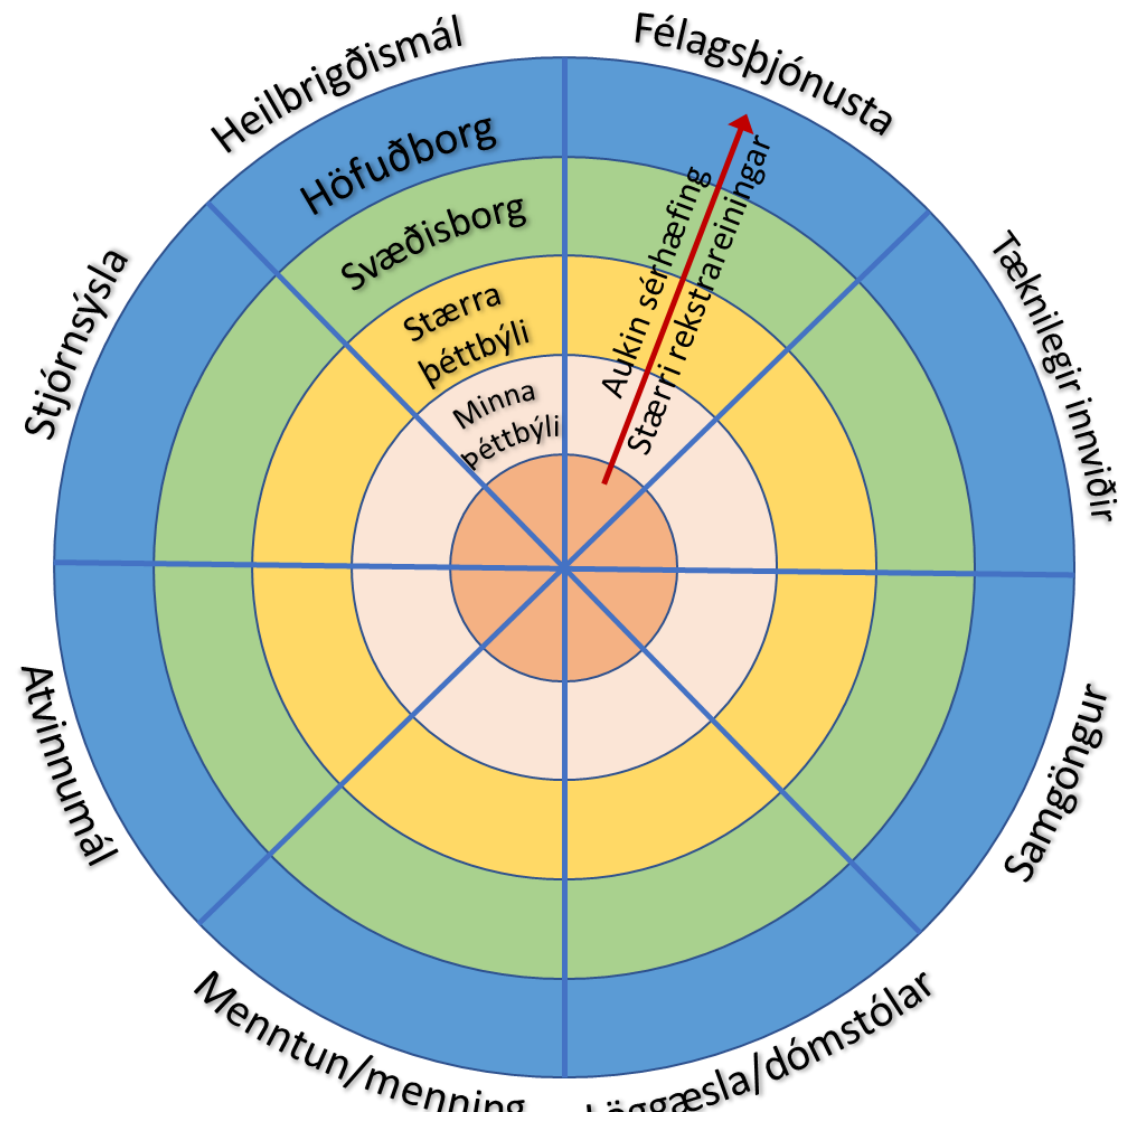 Heilbrigðismál
Félagsþjónusta
Tæknilegir innviðir
Samgöngur
Löggæsla/dómstólar
Menntun/menning
Atvinnumál
Stjórnsýsla
Höfuðborg
Svæðisborg
Stærra
þéttbýli
Minna
þéttbýli
Aukin sérhæfing
Stærri rekstrareiningar